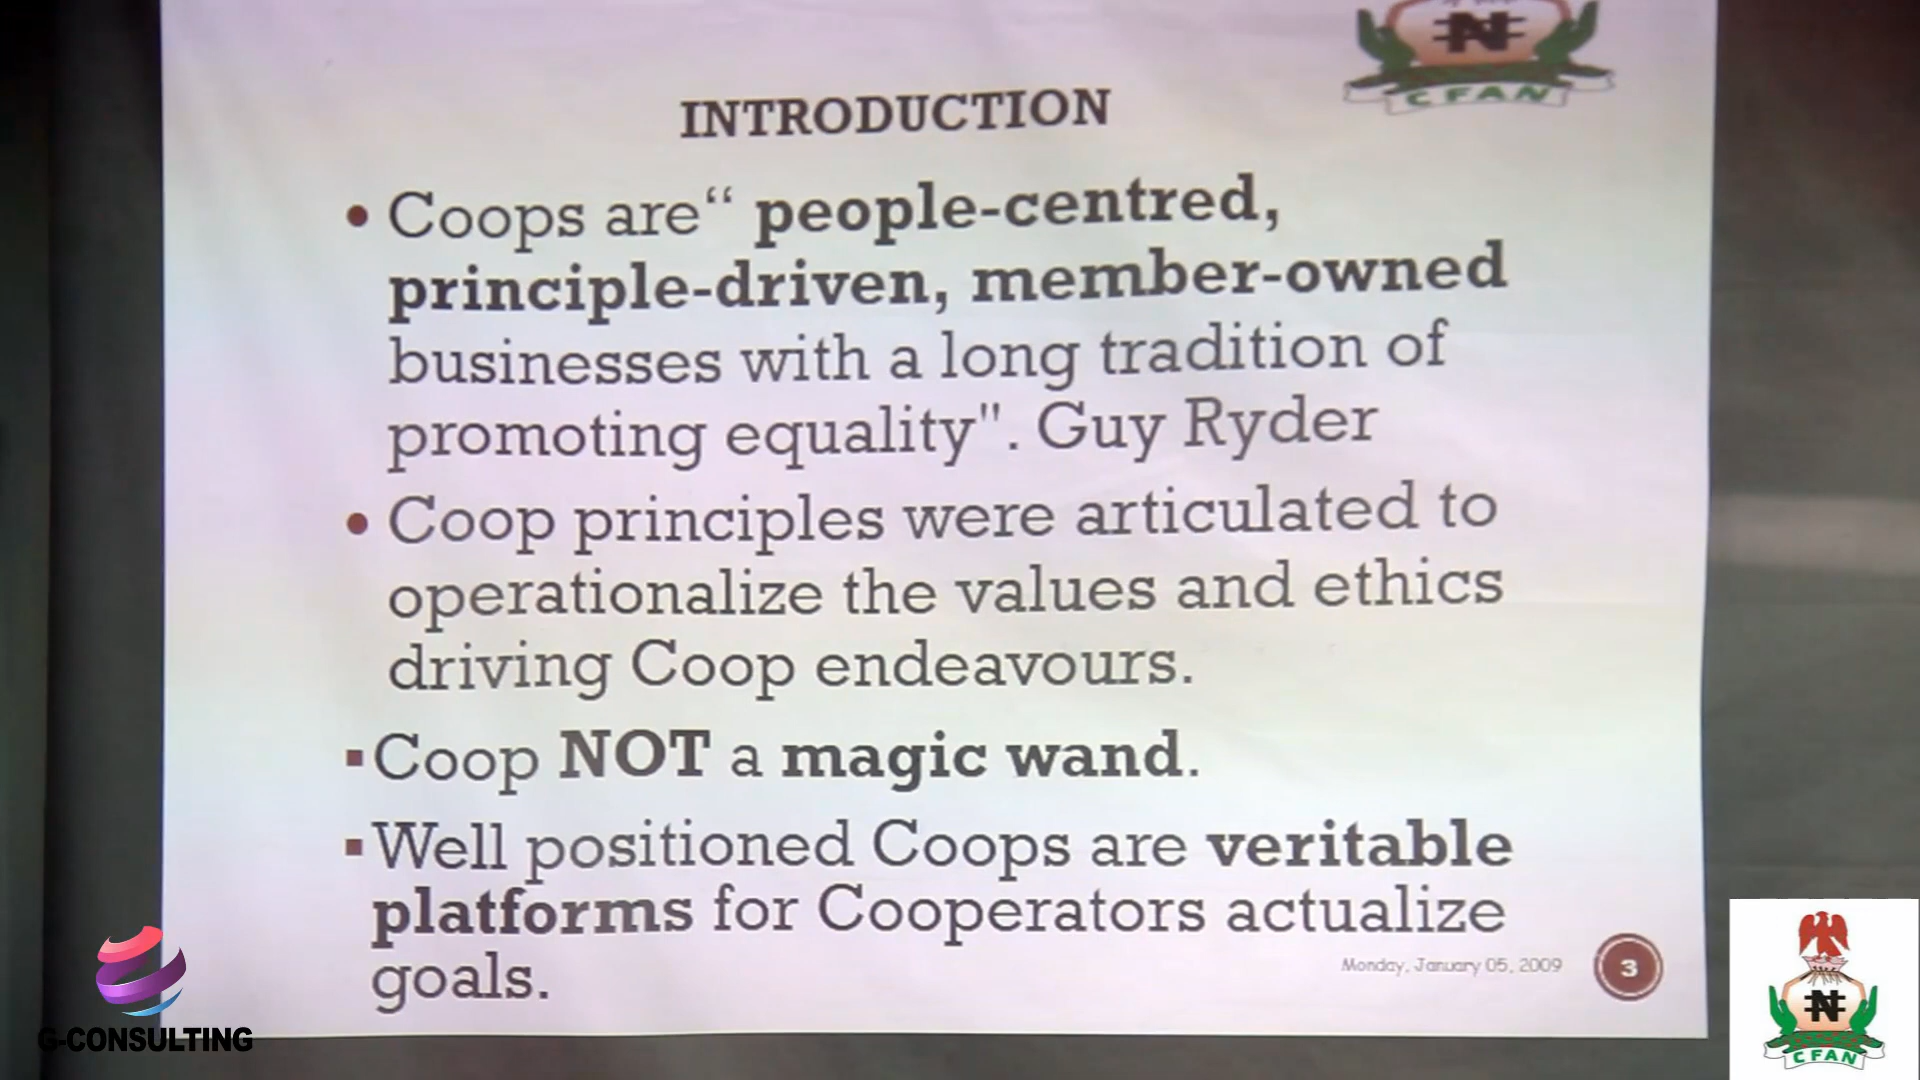 CFAN
INTRODUCTION
• Coops are“ people-centred,
principle-driven, member-owned
businesses with a long tradition of
promoting equality". Guy Ryder
• Coop principles were articulated to
operationalize the values and ethics
driving Coop endeavours.
▪ Coop NOT a magic wand.
▪ Well positioned Coops are veritable
platforms for Cooperators actualize
goals.
Monday, January 05, 2009
3
G-CONSULTING
N
CFAN